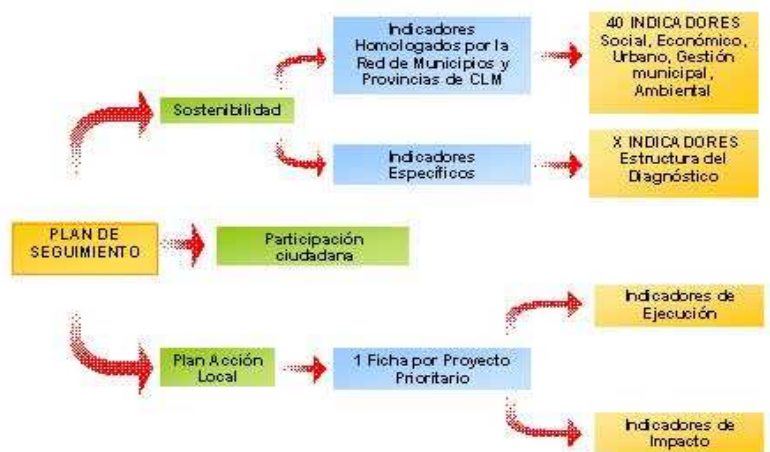 Indicadores
Homologados por la
Red de Municipios y
Provincias de CLM
40 INDICADORES
Social, Económico,
Urbano, Gestión
municipal,
Ambiental
Sostenibilidad
Indicadores
Específicos
X INDICADORES
Estructura del
Diagnóstico
PLAN DE
SEGUIMIENTO
Participación
ciudadana
Indicadores de
Ejecución
Plan Acción
Local
1 Ficha por Proyecto
Prioritario
Indicadores de
Impacto